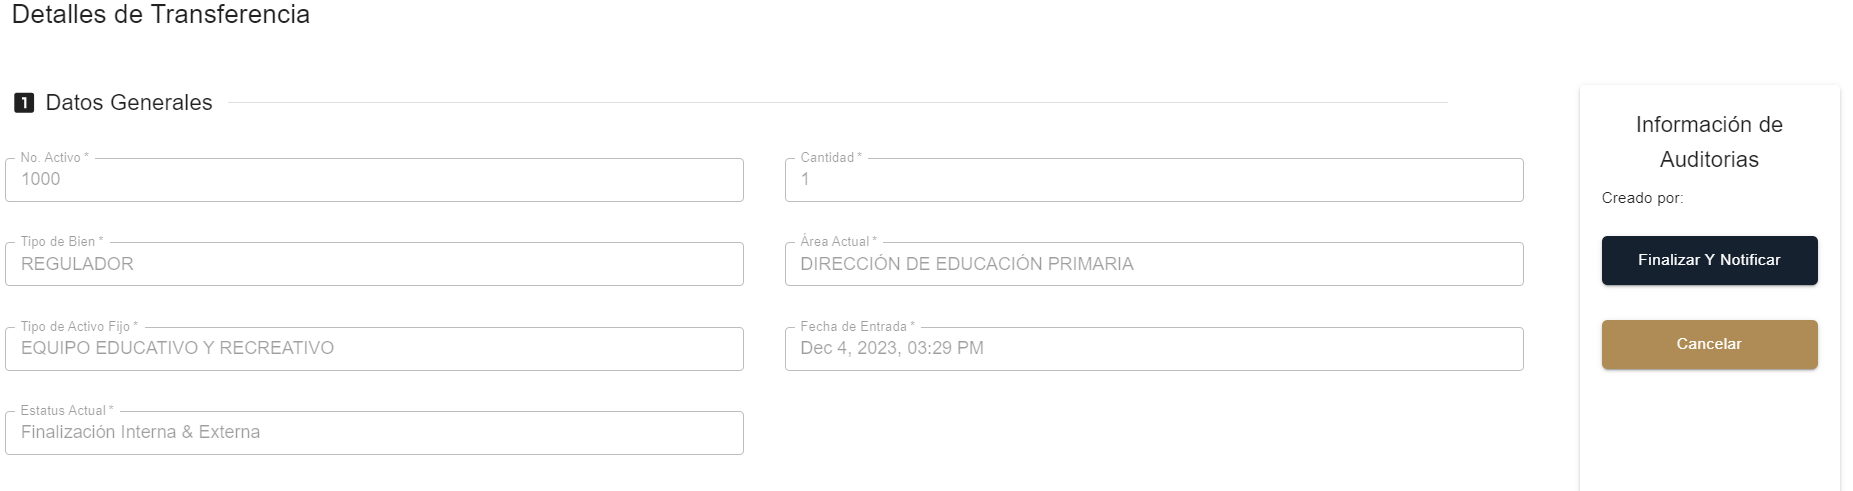 Detalles de Transferencia
1 Datos Generales
No. Activo *
1000
Cantidad *
1
Tipo de Bien *
REGULADOR
Área Actual *
DIRECCIÓN DE EDUCACIÓN PRIMARIA
Tipo de Activo Fijo *
EQUIPO EDUCATIVO Y RECREATIVO
Fecha de Entrada *
Dec 4, 2023, 03:29 PM
Estatus Actual *
Finalización Interna & Externa
Información de
Auditorias
Creado por:
Finalizar Y Notificar
Cancelar